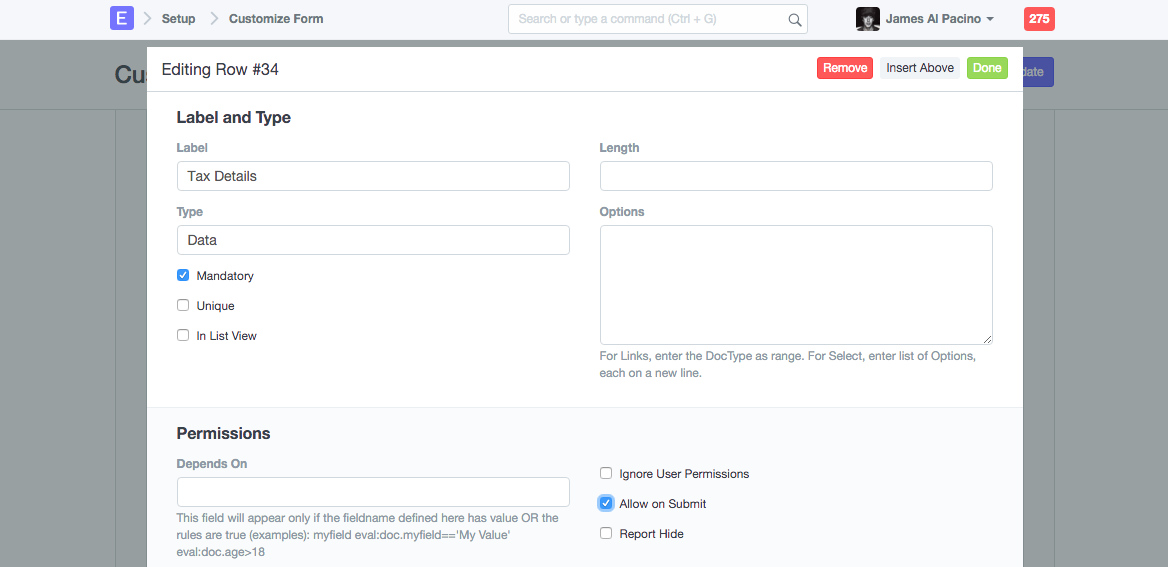 E Setup Customize Form Search or type a command (Ctrl + G) James Al Pacino 275
Cu
Editing Row #34 Remove Insert Above Done date
Label and Type
Label Length
Tax Details
Type Options
Data
Mandatory
Unique
In List View
For Links, enter the DocType as range. For Select, enter list of Options,
each on a new line.
Permissions
Depends On
Ignore User Permissions
Allow on Submit
Report Hide
This field will appear only if the fieldname defined here has value OR the
rules are true (examples): myfield eval:doc.myfield=='My Value'
eval:doc.age>18